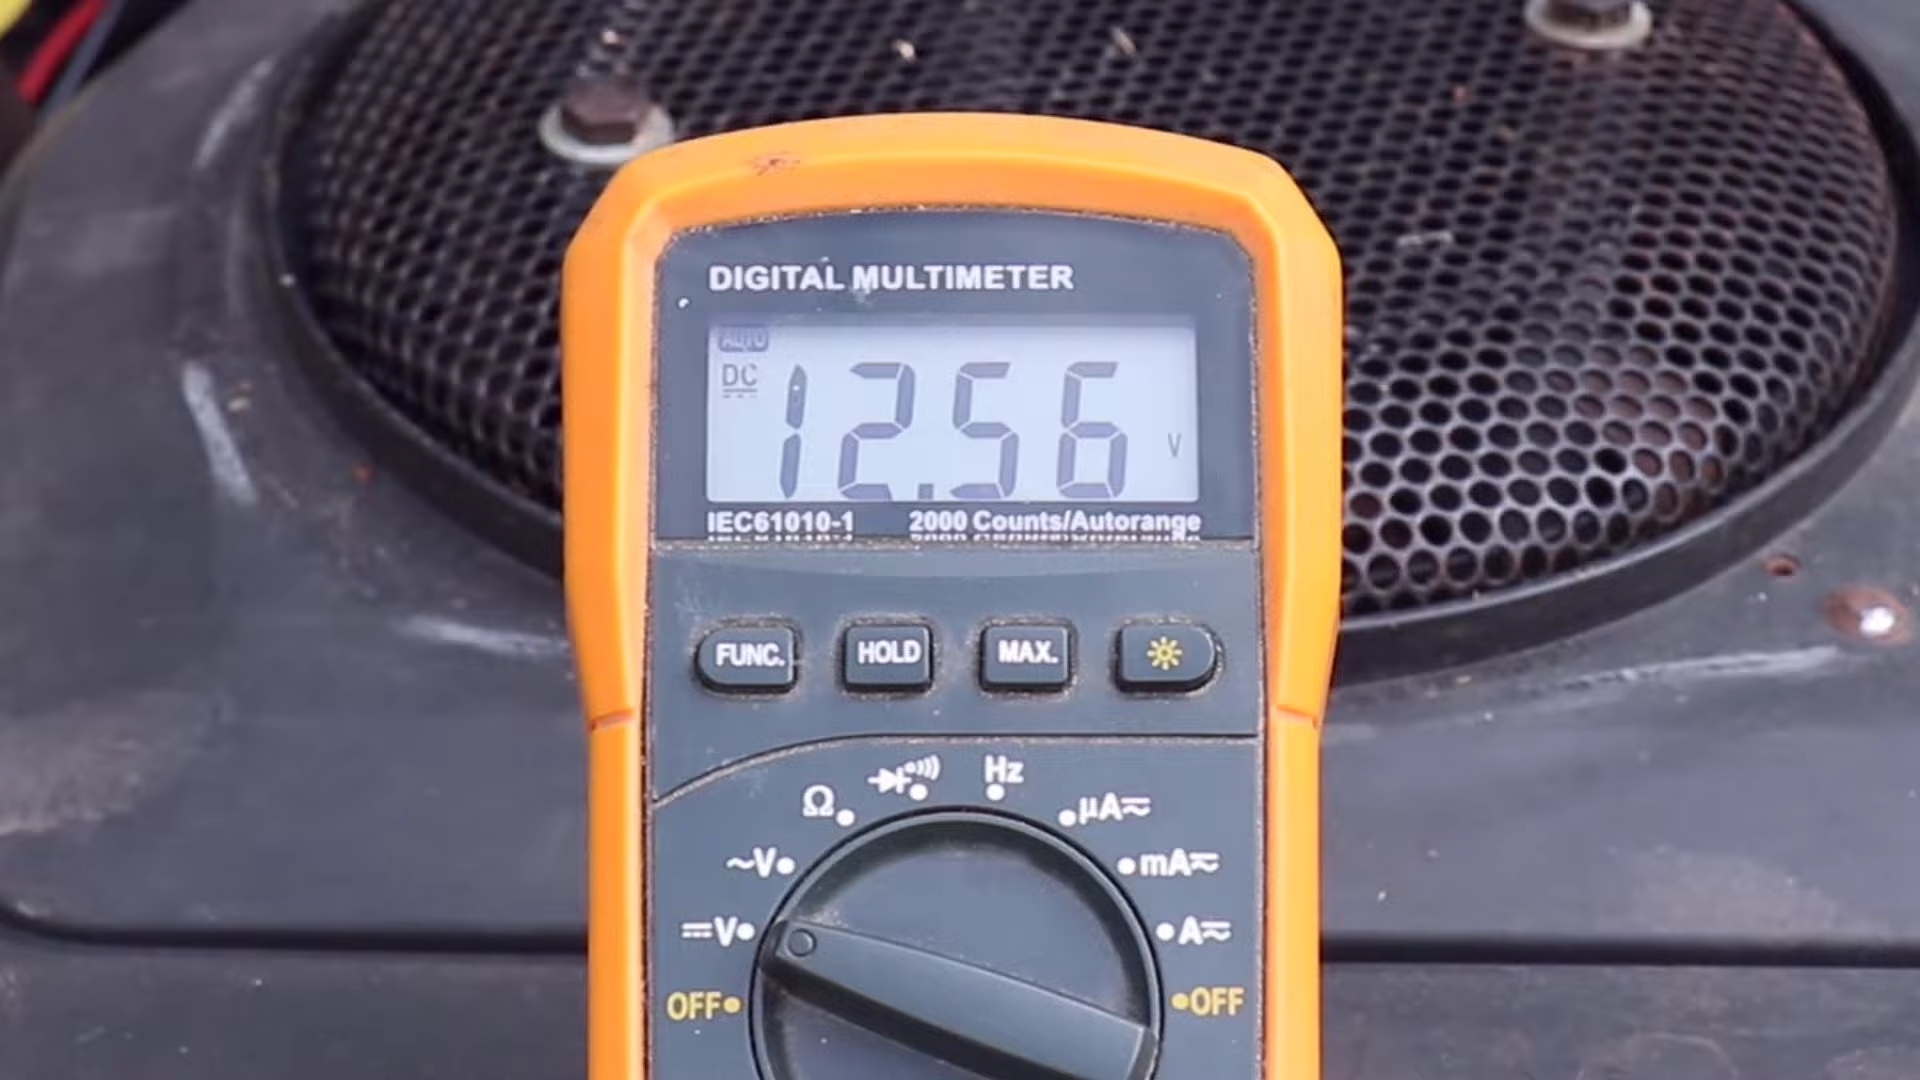 DIGITAL MULTIMETER
AUTO
DC
12.56 V
IEC61010-1 2000 Counts/Autorange
FUNC. HOLD MAX.
Hz
Ω
µA
~V
mA
V
A
OFF
OFF